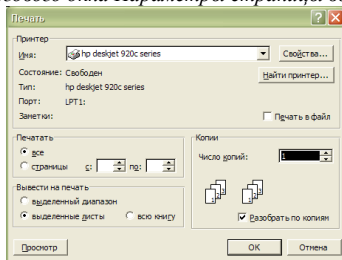 окна Параметры страницы
Печать
Принтер
Имя: hp deskjet 920c series Свойства...
Состояние: Свободен Найти принтер...
Тип: hp deskjet 920c series
Порт: LPT1:
Заметки: Печать в файл
Печатать Копии
все Число копий: 1
страницы с: по:
Вывести на печать
выделенный диапазон
выделенные листы всю книгу Разобрать по копиям
Просмотр ОК Отмена